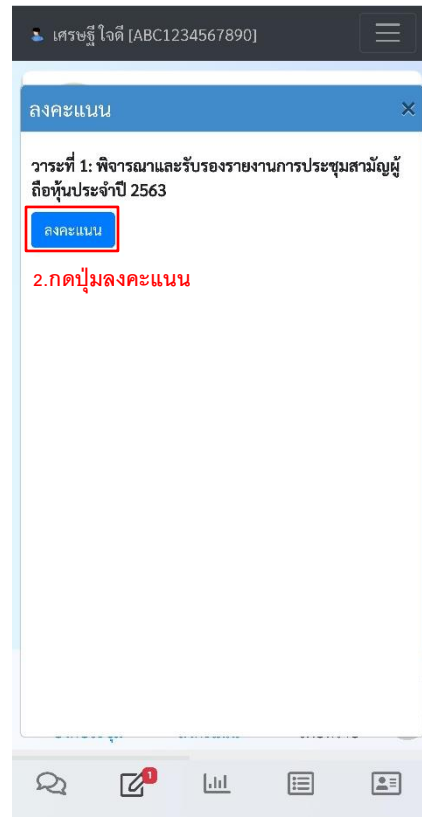 เศรษฐี ใจดี [ABC1234567890]
ลงคะแนน ×
วาระที่ 1: พิจารณาและรับรองรายงานการประชุมสามัญผู้
ถือหุ้นประจำปี 2563
ลงคะแนน
2.กดปุ่มลงคะแนน
1